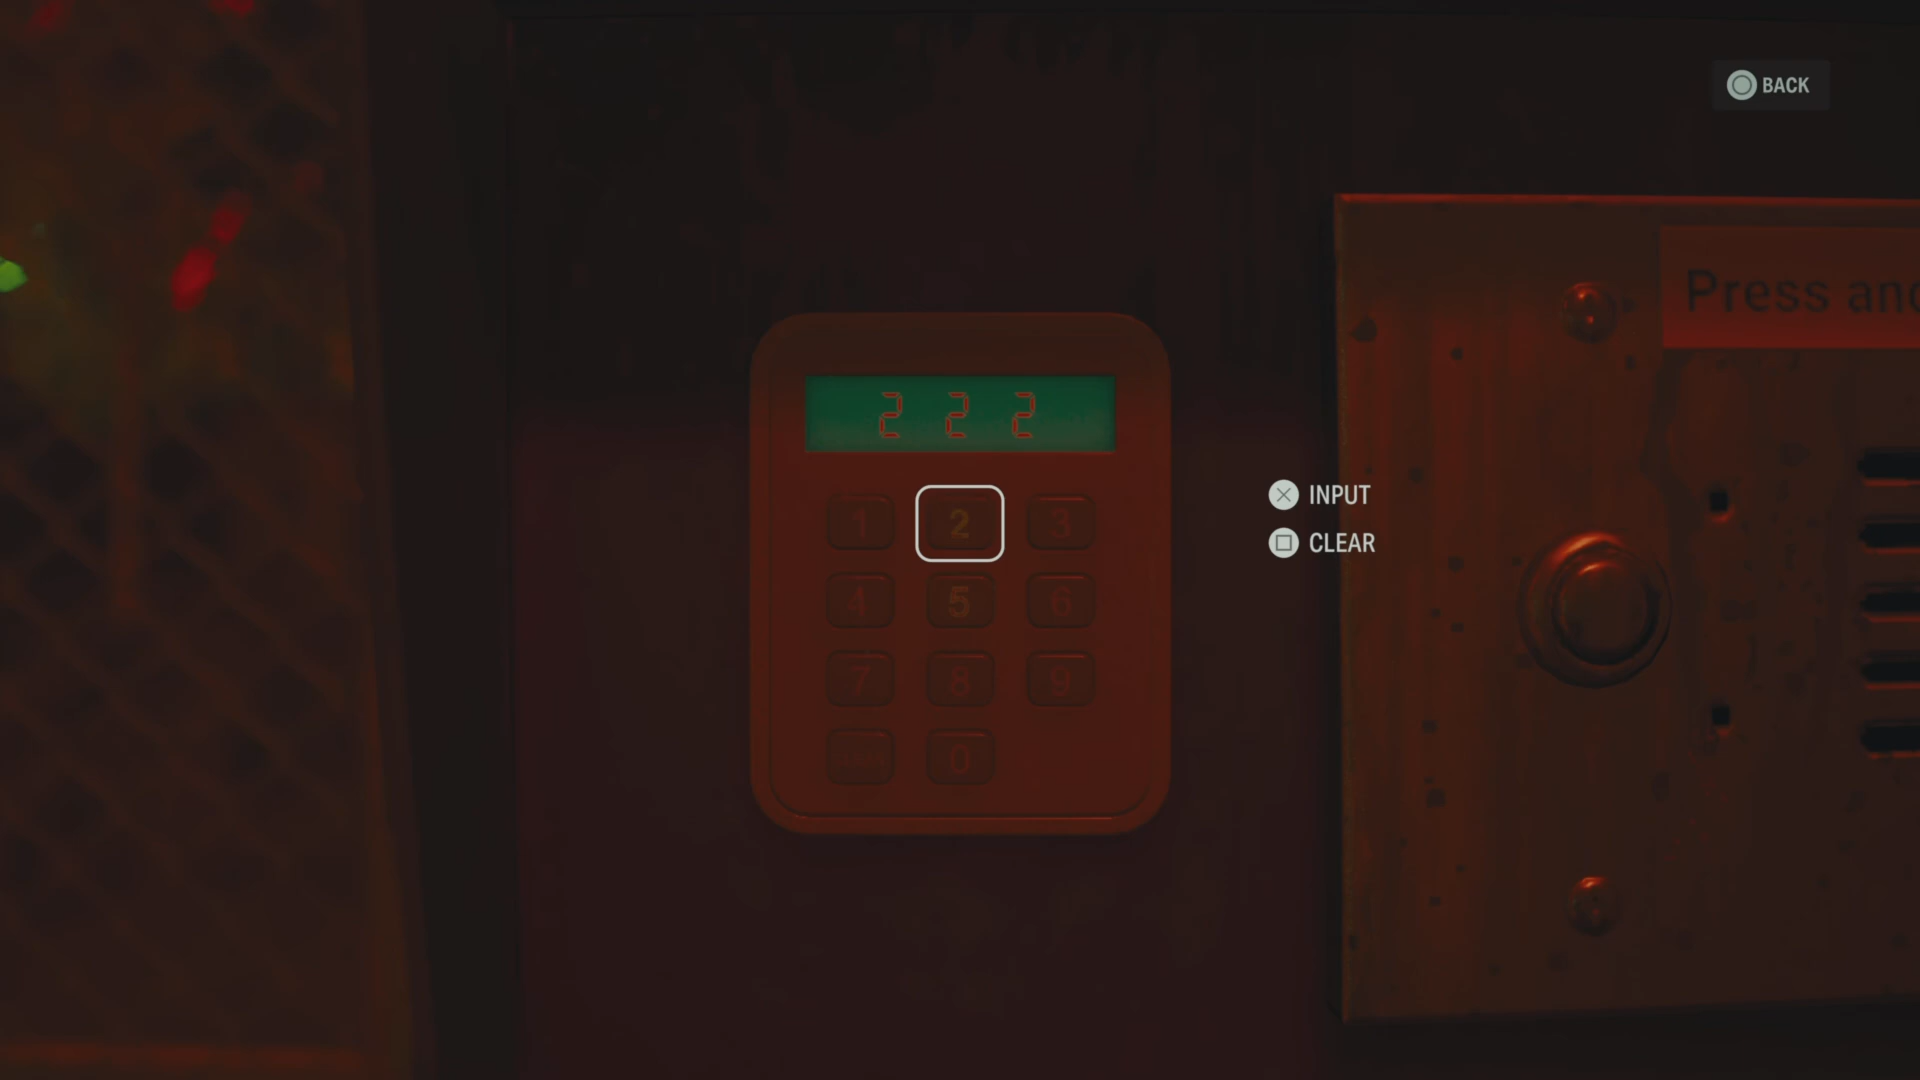 BACK
Press and
2 2 2
1 2 3
INPUT
CLEAR
4 5 6
7 8 9
0